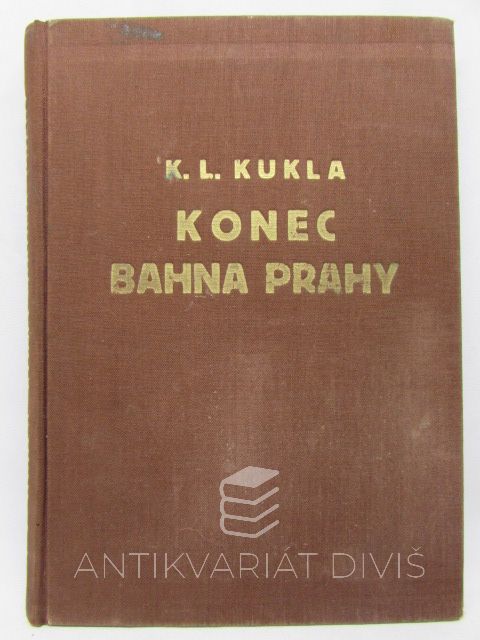 K. L. KUKLA
KONEC
BAHNA PRAHY
ANTIKVARIÁT DIVIŠ